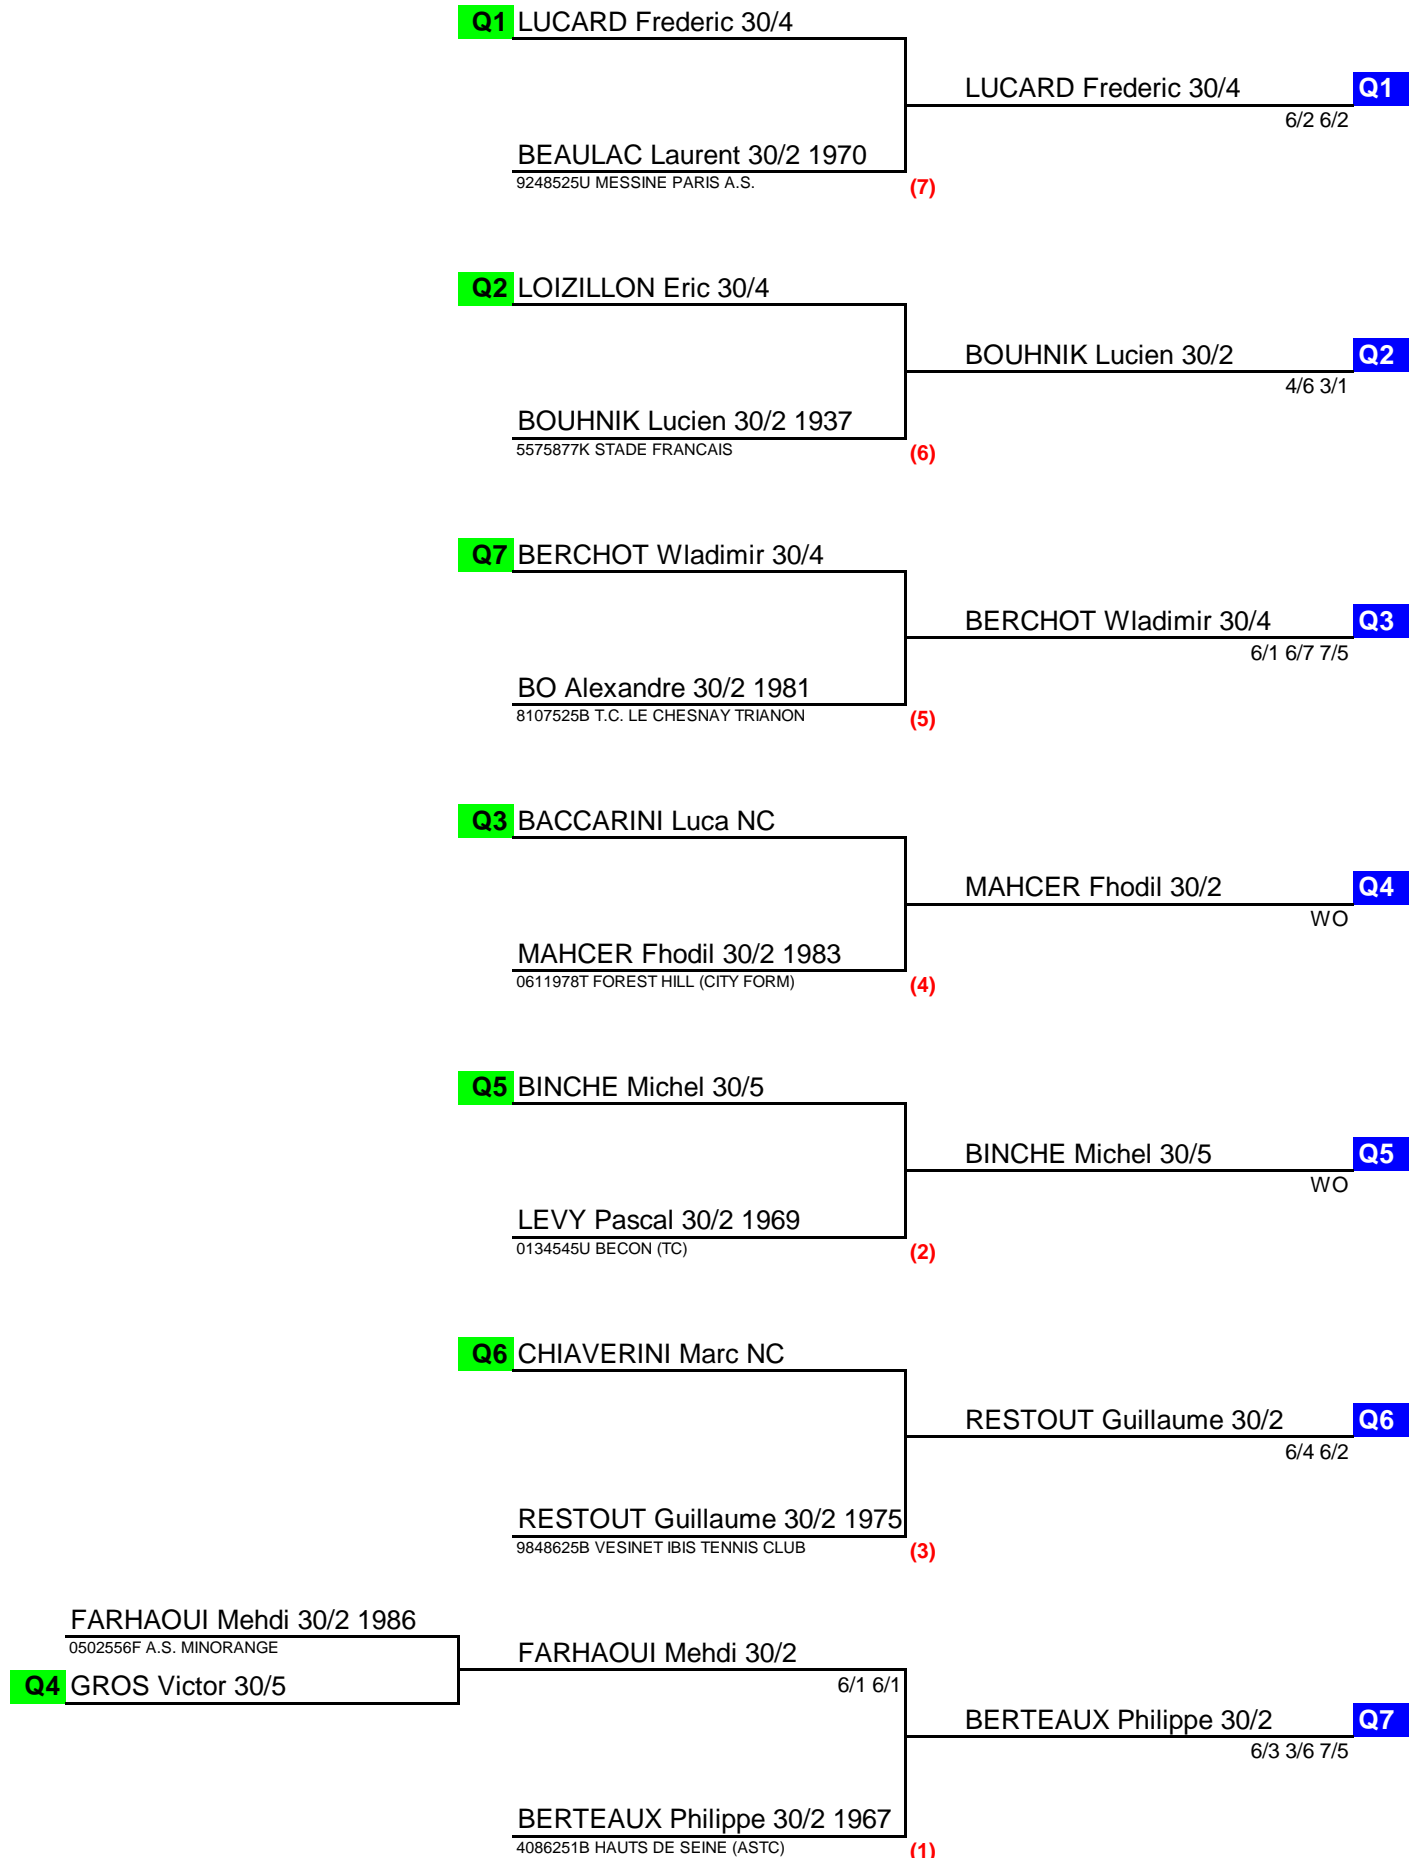 Q1 LUCARD Frederic 30/4
LUCARD Frederic 30/4 Q1
6/2 6/2
BEAULAC Laurent 30/2 1970
9248525U MESSINE PARIS A.S.
(7)
Q2 LOIZILLON Eric 30/4
BOUHNIK Lucien 30/2 Q2
4/6 3/1
BOUHNIK Lucien 30/2 1937
5575877K STADE FRANCAIS
(6)
Q7 BERCHOT Wladimir 30/4
BERCHOT Wladimir 30/4 Q3
6/1 6/7 7/5
BO Alexandre 30/2 1981
8107525B T.C. LE CHESNAY TRIANON
(5)
Q3 BACCARINI Luca NC
MAHCER Fhodil 30/2 Q4
WO
MAHCER Fhodil 30/2 1983
0611978T FOREST HILL (CITY FORM)
(4)
Q5 BINCHE Michel 30/5
BINCHE Michel 30/5 Q5
WO
LEVY Pascal 30/2 1969
0134545U BECON (TC)
(2)
Q6 CHIAVERINI Marc NC
RESTOUT Guillaume 30/2 Q6
6/4 6/2
RESTOUT Guillaume 30/2 1975
9848625B VESINET IBIS TENNIS CLUB
(3)
FARHAOUI Mehdi 30/2 1986
0502556F A.S. MINORANGE
FARHAOUI Mehdi 30/2
6/1 6/1
Q4 GROS Victor 30/5
BERTEAUX Philippe 30/2 Q7
6/3 3/6 7/5
BERTEAUX Philippe 30/2 1967
4086251B HAUTS DE SEINE (ASTC)
(1)